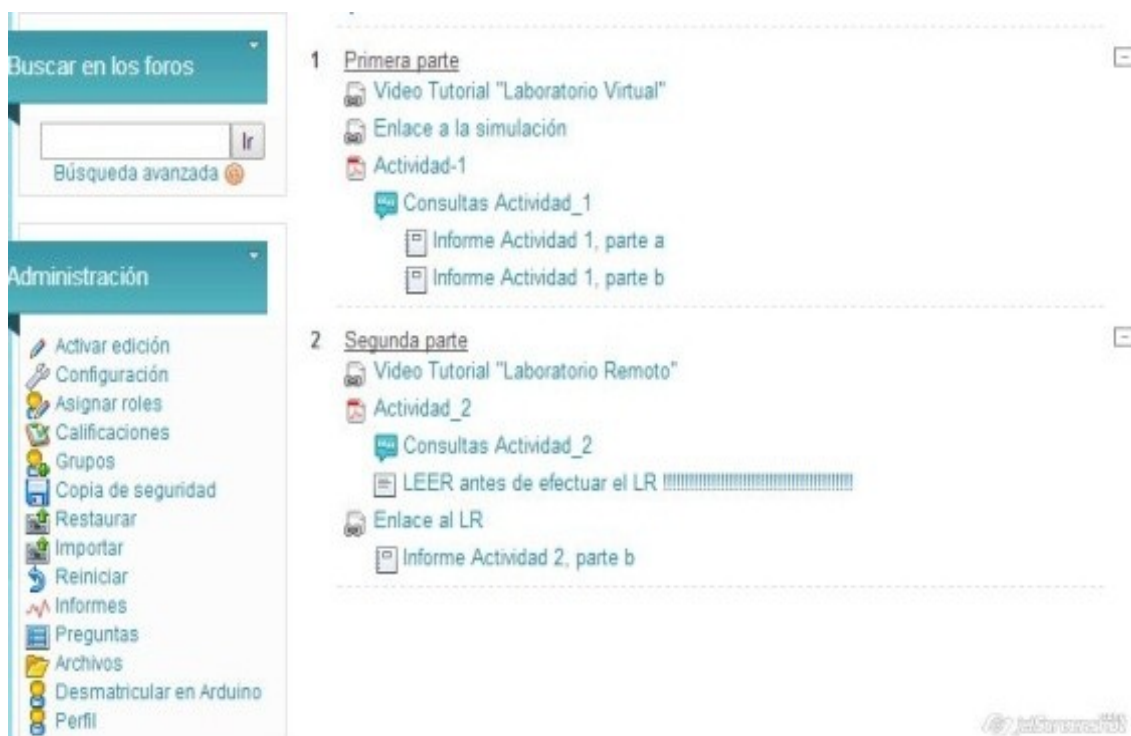 Buscar en los foros
Ir
Búsqueda avanzada
Administración
Activar edición
Configuración
Asignar roles
Calificaciones
Grupos
Copia de seguridad
Restaurar
Importar
Reiniciar
Informes
Preguntas
Archivos
Desmatricular en Arduino
Perfil
1 Primera parte
Video Tutorial "Laboratorio Virtual"
Enlace a la simulación
Actividad-1
Consultas Actividad_1
Informe Actividad 1, parte a
Informe Actividad 1, parte b
2 Segunda parte
Video Tutorial "Laboratorio Remoto"
Actividad_2
Consultas Actividad_2
LEER antes de efectuar el LR !!!!!!!!!!!!!!!!!!!!!!!!!!!!!!!!!!!!!!!!!!!!
Enlace al LR
Informe Actividad 2, parte b